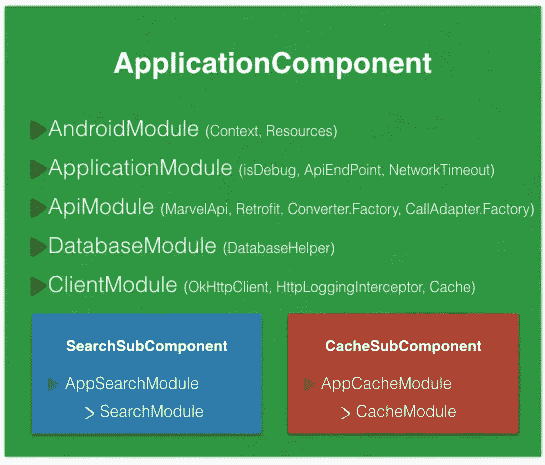 ApplicationComponent
AndroidModule (Context, Resources)
ApplicationModule (isDebug, ApiEndPoint, NetworkTimeout)
ApiModule (MarvelApi, Retrofit, Converter.Factory, CallAdapter.Factory)
DatabaseModule (DatabaseHelper)
ClientModule (OkHttpClient, HttpLoggingInterceptor, Cache)
SearchSubComponent
AppSearchModule
SearchModule
CacheSubComponent
AppCacheModule
CacheModule